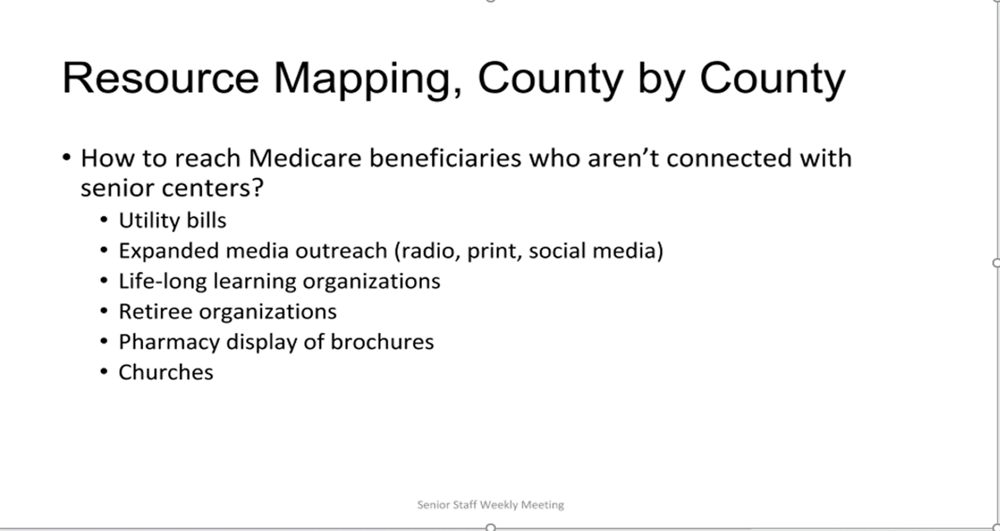 Resource Mapping, County by County
• How to reach Medicare beneficiaries who aren’t connected with
senior centers?
• Utility bills
• Expanded media outreach (radio, print, social media)
• Life-long learning organizations
• Retiree organizations
• Pharmacy display of brochures
• Churches
Senior Staff Weekly Meeting